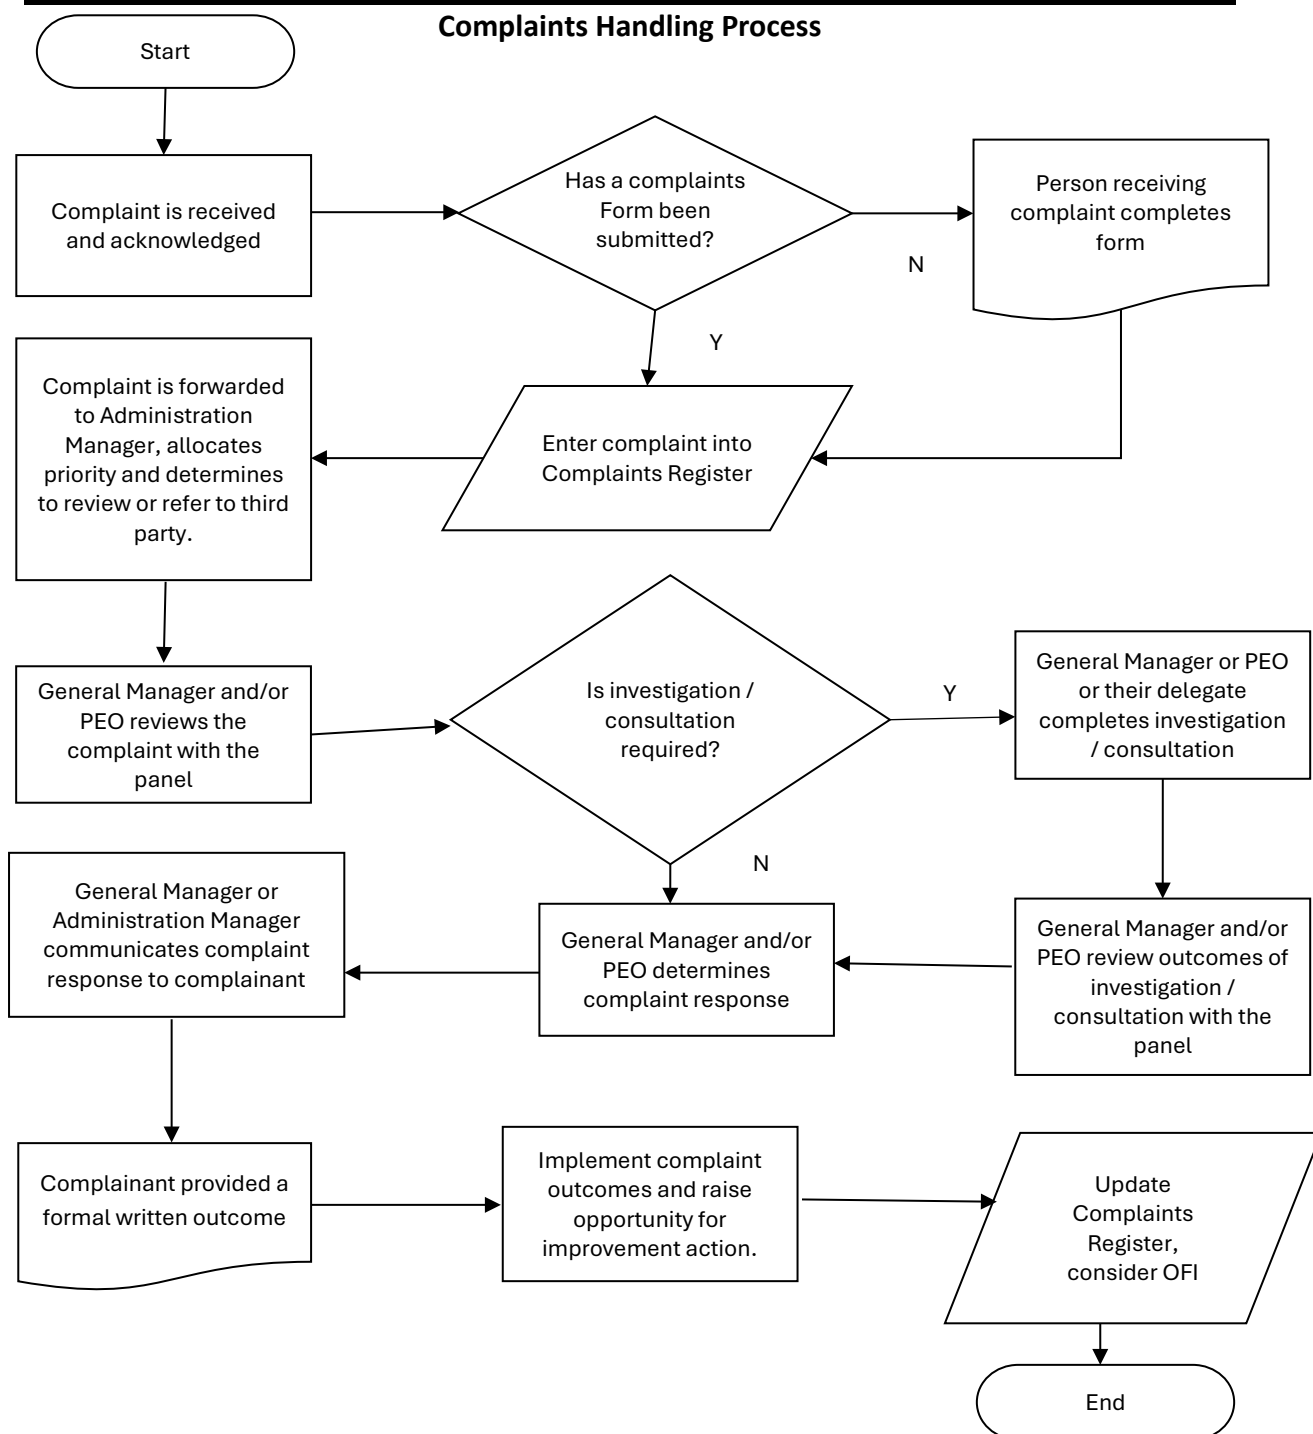 Complaints Handling Process
Start
Complaint is received
and acknowledged
Has a complaints
Form been
submitted?
N
Person receiving
complaint completes
form
Y
Enter complaint into
Complaints Register
Complaint is forwarded
to Administration
Manager, allocates
priority and determines
to review or refer to third
party.
General Manager and/or
PEO reviews the
complaint with the
panel
Is investigation /
consultation
required?
Y
General Manager or PEO
or their delegate
completes investigation
/ consultation
N
General Manager and/or
PEO review outcomes of
investigation /
consultation with the
panel
General Manager and/or
PEO determines
complaint response
General Manager or
Administration Manager
communicates complaint
response to complainant
Complainant provided a
formal written outcome
Implement complaint
outcomes and raise
opportunity for
improvement action.
Update
Complaints
Register,
consider OFI
End